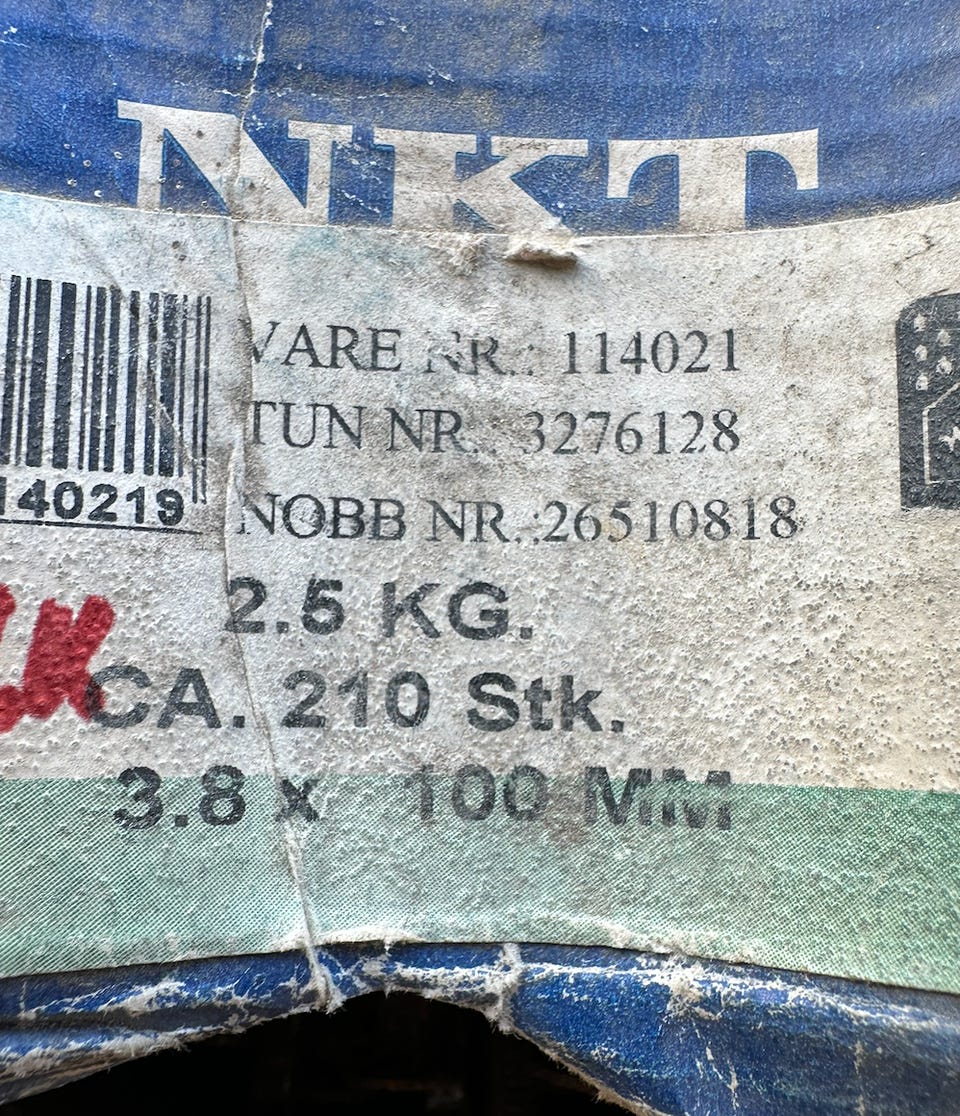 NKT
VARE NR.: 114021
TUN NR.: 3276128
140219
NOBB NR.:26510818
2.5 KG.
CA. 210 Stk.
3.8 x 100 MM